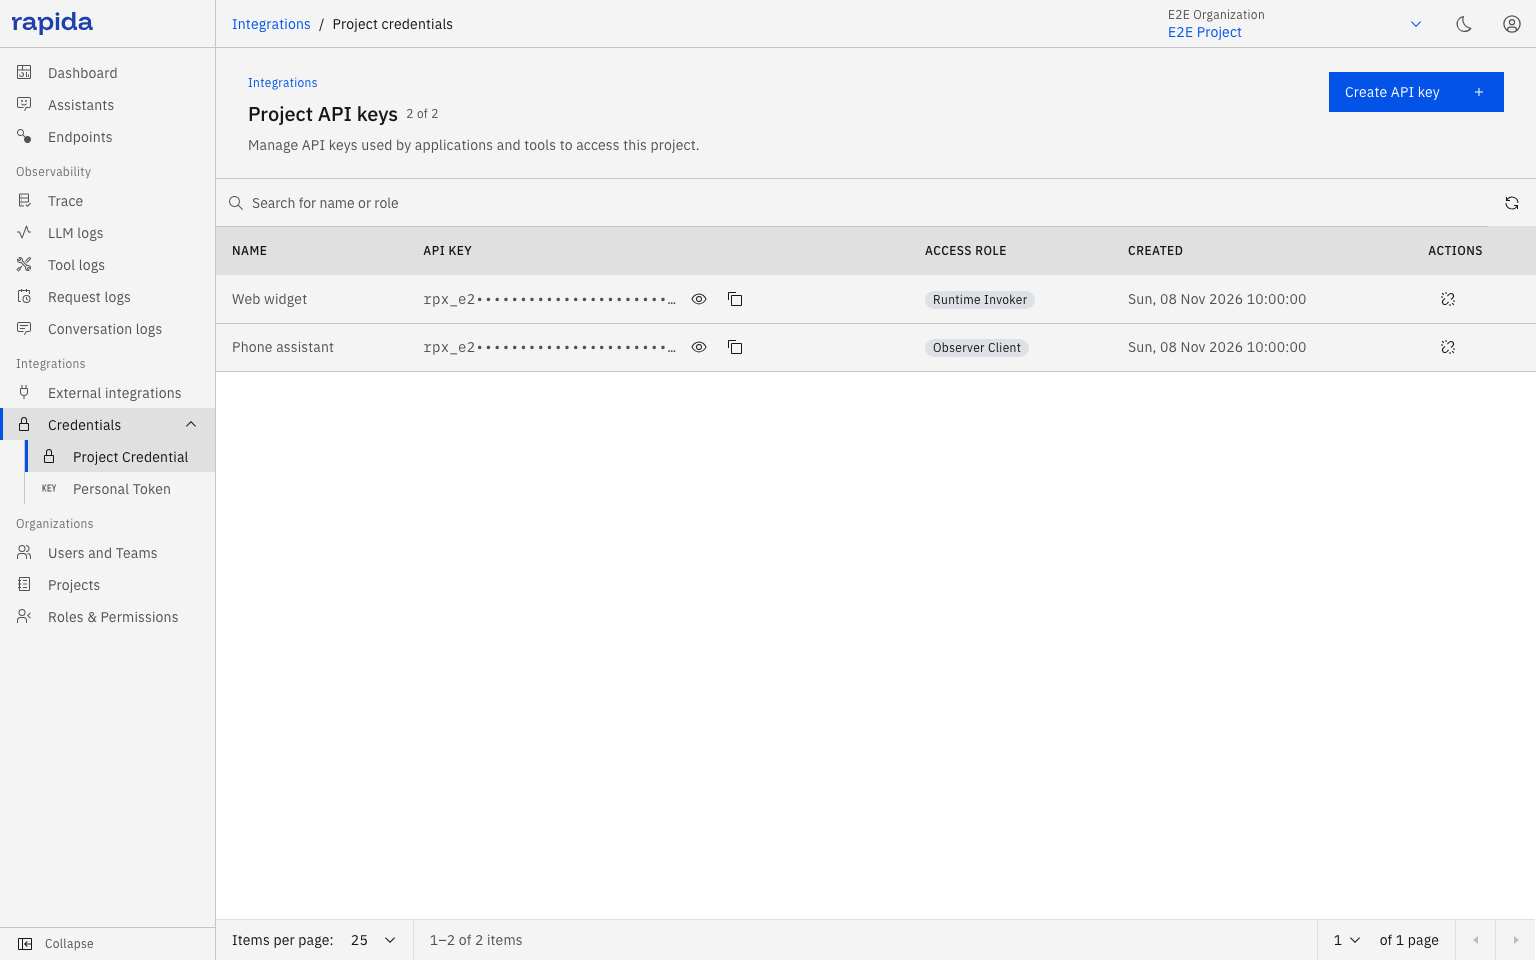 rapida
Integrations / Project credentials
E2E Organization
E2E Project
Dashboard
Assistants
Endpoints
Observability
Trace
LLM logs
Tool logs
Request logs
Conversation logs
Integrations
External integrations
Credentials
Project Credential
KEY Personal Token
Organizations
Users and Teams
Projects
Roles & Permissions
Collapse
Integrations
Project API keys 2 of 2
Manage API keys used by applications and tools to access this project.
Create API key +
Search for name or role
NAME API KEY ACCESS ROLE CREATED ACTIONS
Web widget rpx_e2••••••••••••••••••••••… Runtime Invoker Sun, 08 Nov 2026 10:00:00
Phone assistant rpx_e2••••••••••••••••••••••… Observer Client Sun, 08 Nov 2026 10:00:00
Items per page: 25 1–2 of 2 items 1 of 1 page